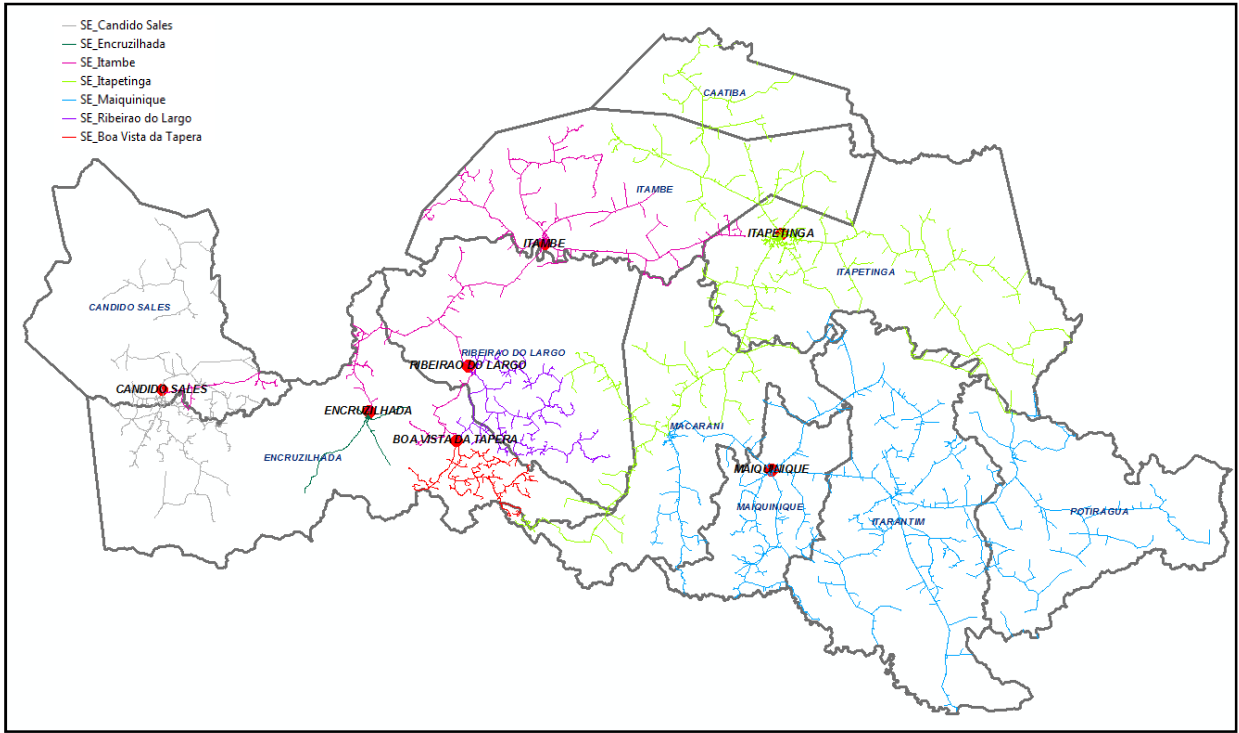 SE_Candido Sales
SE_Encruzilhada
SE_Itambe
SE_Itapetinga
SE_Maiquinique
SE_Ribeirao do Largo
SE_Boa Vista da Tapera
CAATIBA
ITAMBE
ITAPETINGA
ITAMBE
ITAPETINGA
CANDIDO SALES
RIBEIRAO DO LARGO
RIBEIRAO DO LARGO
CANDIDO SALES
ENCRUZILHADA
MACARANI
BOA VISTA DA TAPERA
ENCRUZILHADA
MAIQUINIQUE
MAIQUINIQUE
ITARANTIM
POTIRAGUA